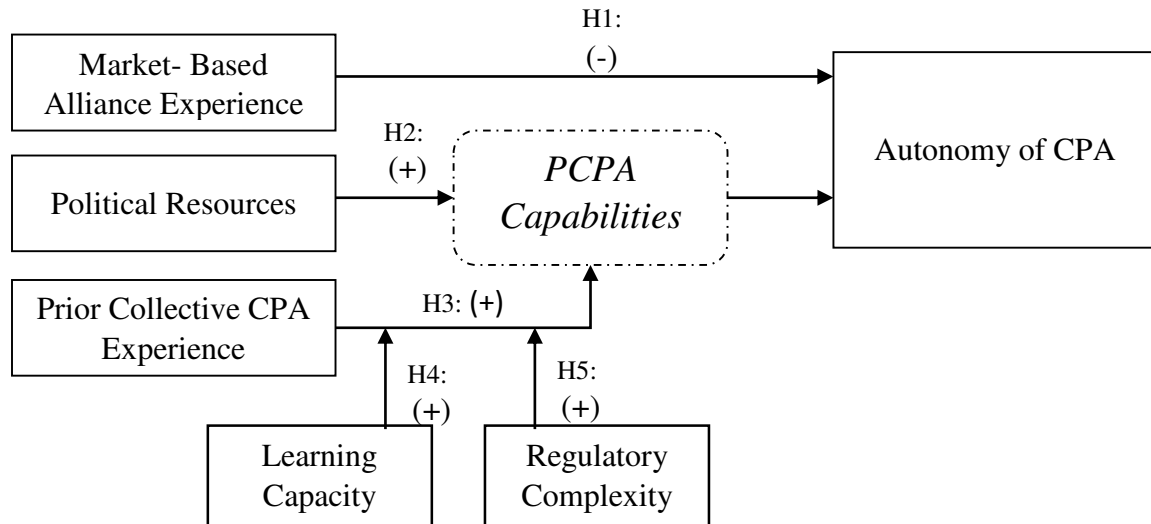 H1:
(-)
Market- Based
Alliance Experience
Autonomy of CPA
H2:
(+)
Political Resources
PCPA
Capabilities
Prior Collective CPA
Experience
H3: (+)
H4:
(+)
H5:
(+)
Learning
Capacity
Regulatory
Complexity